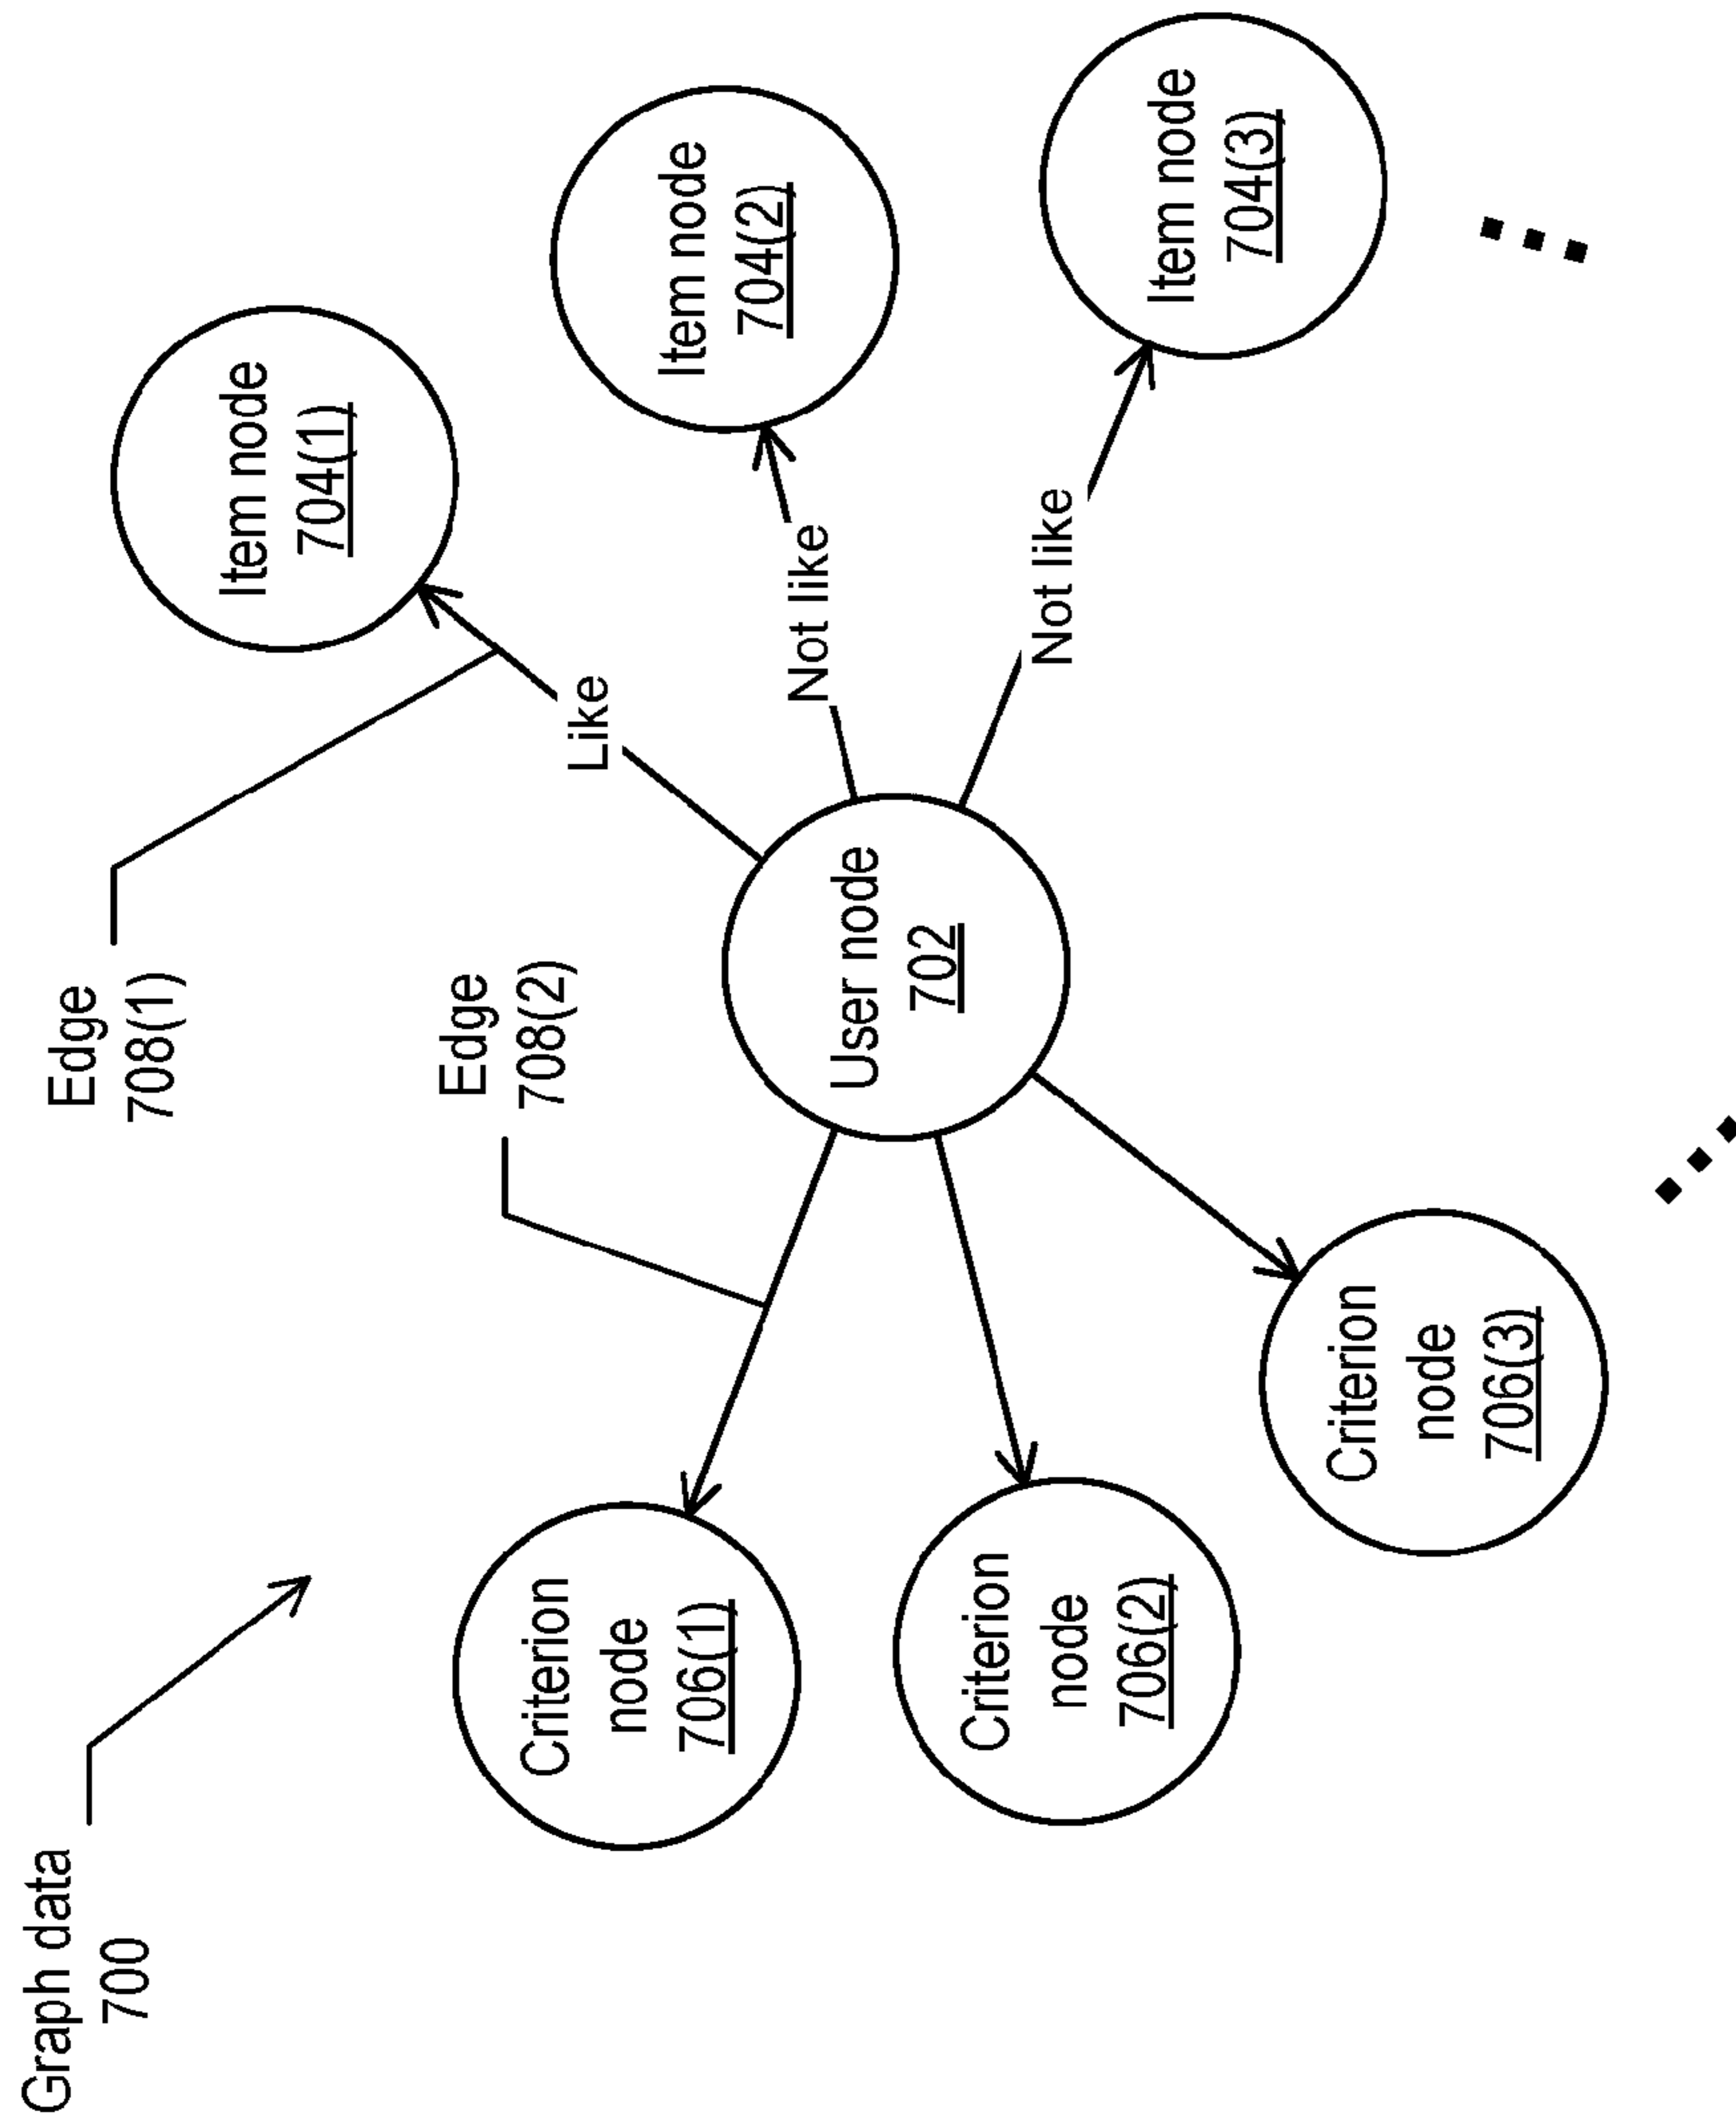 Graph data
700
Edge
708(1)
Edge
708(2)
Item node
704(1)
Like
Item node
704(2)
Not like
Item node
704(3)
Not like
User node
702
Criterion
node
706(1)
Criterion
node
706(2)
Criterion
node
706(3)